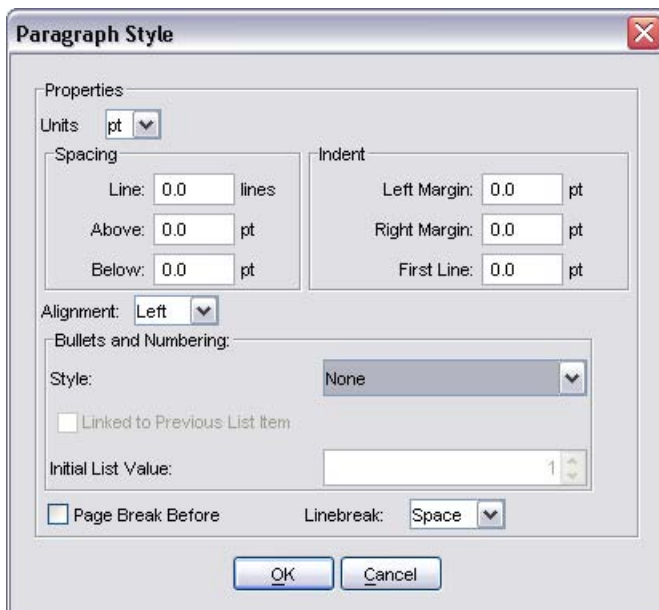 Paragraph Style
Properties
Units pt
Spacing
Line: 0.0 lines
Above: 0.0 pt
Below: 0.0 pt
Indent
Left Margin: 0.0 pt
Right Margin: 0.0 pt
First Line: 0.0 pt
Alignment: Left
Bullets and Numbering:
Style: None
Linked to Previous List Item
Initial List Value: 1
Page Break Before Linebreak: Space
OK Cancel